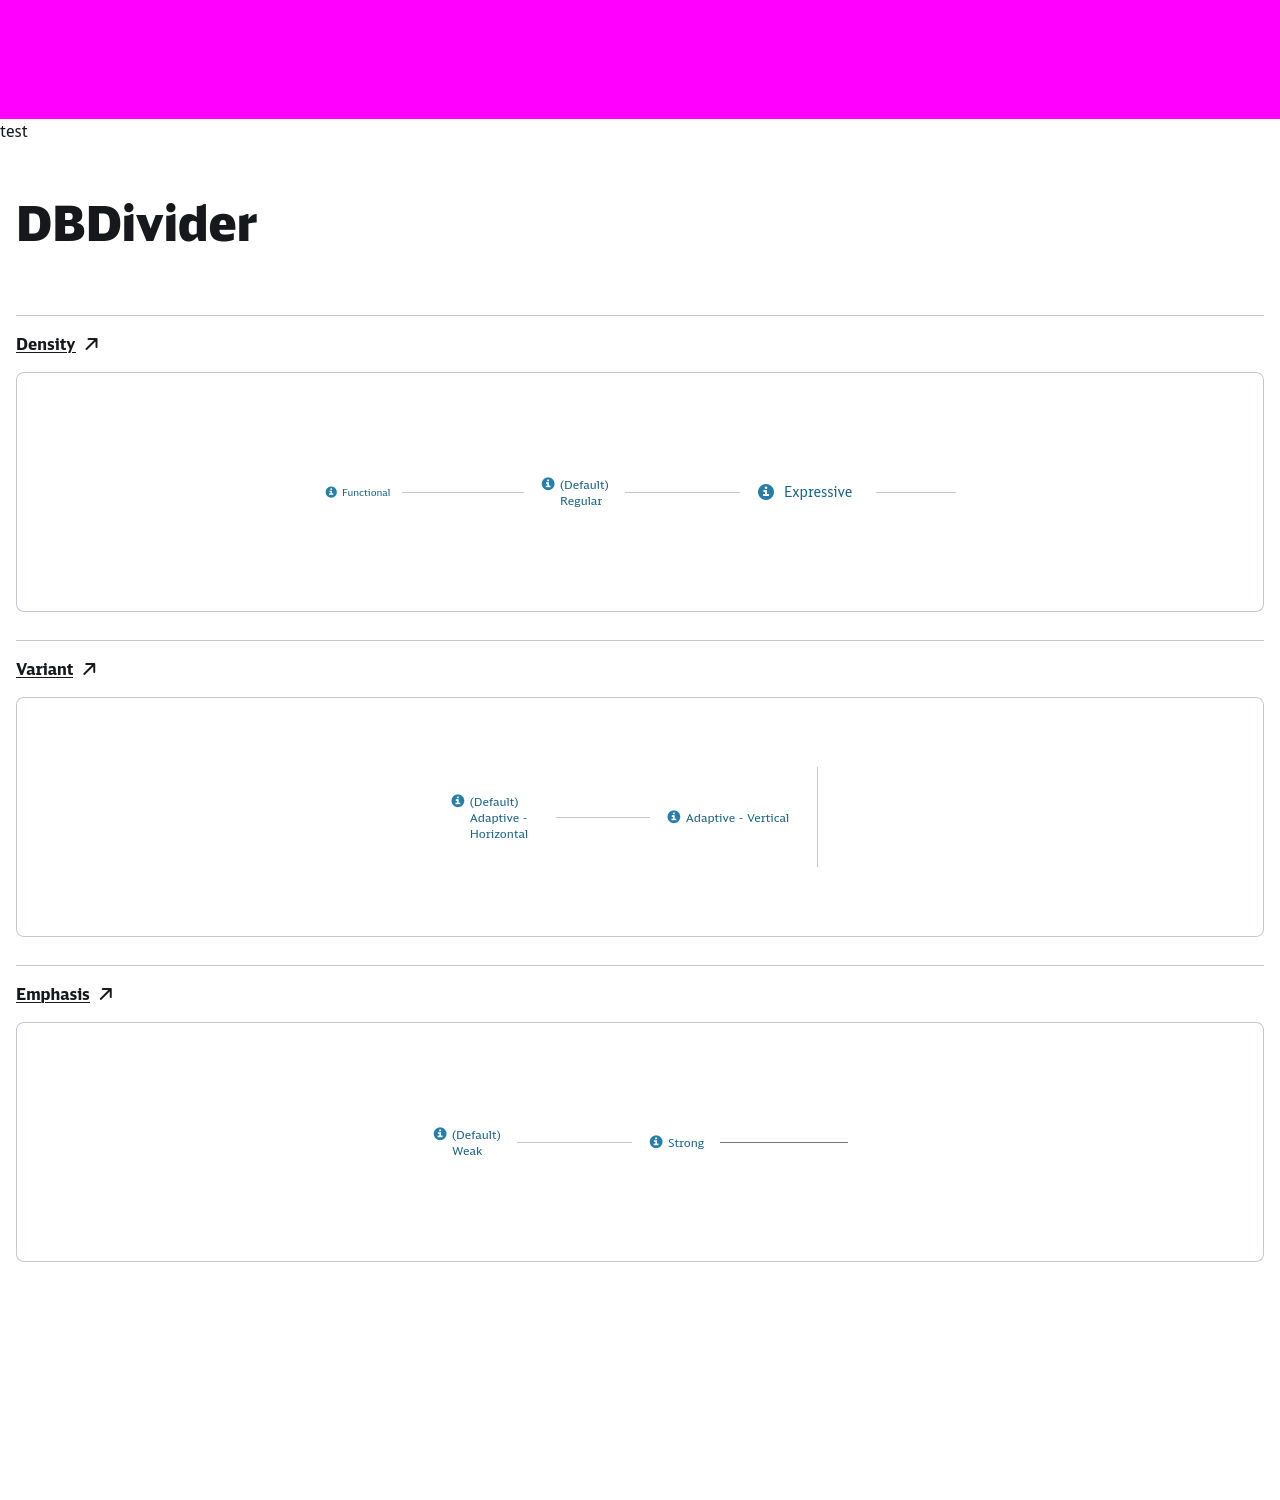 test
DBDivider
Density
Functional
(Default)
Regular
Expressive
Variant
(Default)
Adaptive -
Horizontal
Adaptive - Vertical
Emphasis
(Default)
Weak
Strong